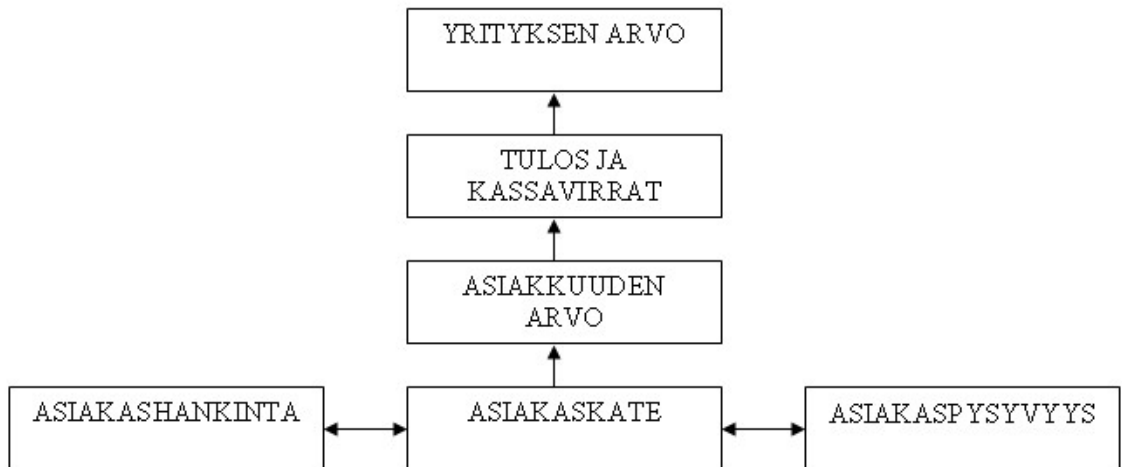 YRITYKSEN ARVO
TULOS JA
KASSAVIRRAT
ASIAKKUUDEN
ARVO
ASIAKASHANKINTA
ASIAKASKATE
ASIAKASPYSYVYYS